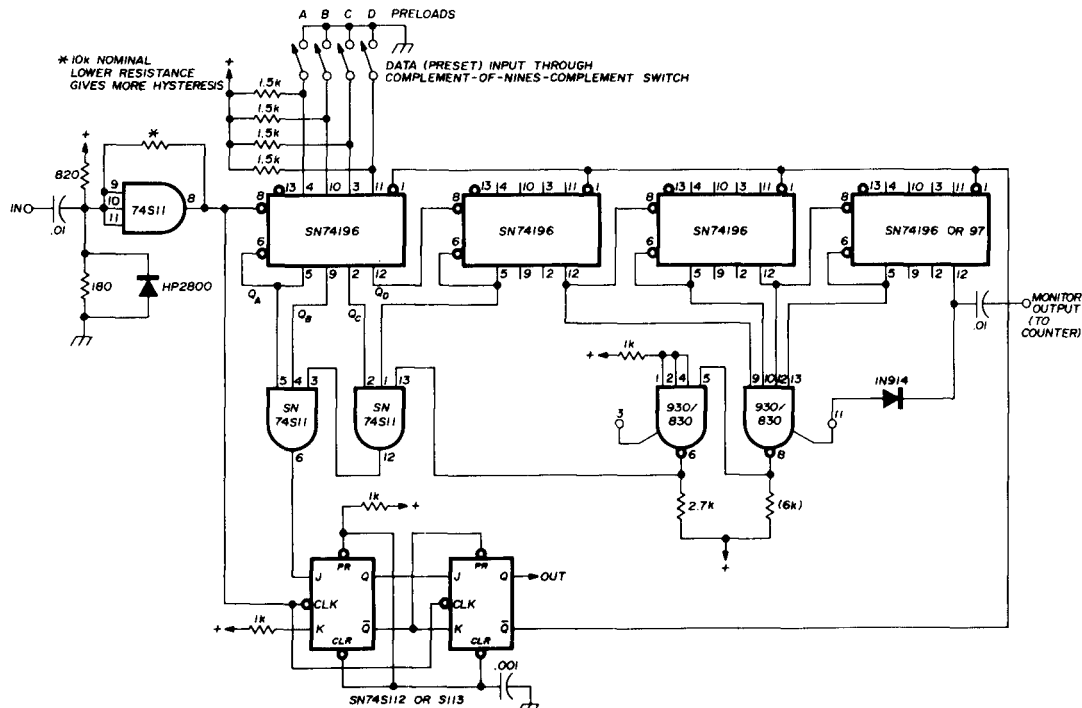 A B C D PRELOADS
* 10k NOMINAL
LOWER RESISTANCE
GIVES MORE HYSTERESIS
DATA (PRESET) INPUT THROUGH
COMPLEMENT-OF-NINES-COMPLEMENT SWITCH
+
1.5k
1.5k
1.5k
1.5k
+
*
820
IN
.01
9
10
11
74S11
8
180
HP2800
13 4 10 3 11 1
8
6
SN74196
5 9 2 12
QA
QB
QC
QD
13 4 10 3 11 1
8
6
SN74196
5 9 2 12
13 4 10 3 11 1
8
6
SN74196
5 9 2 12
13 4 10 3 11 1
8
6
SN74196 OR 97
5 9 2 12
MONITOR
OUTPUT
(TO
COUNTER)
.01
1N914
5 4 3
SN
74S11
6
2 1 13
SN
74S11
12
+
1k
1 2 4 5
930/
830
3
6
9 10 12 13
930/
830
11
8
2.7k
(6k)
+
1k
+
PR
J
Q
CLK
K
Q
CLR
PR
J
Q
OUT
CLK
K
Q
CLR
+
1k
.001
SN74S112 OR S113